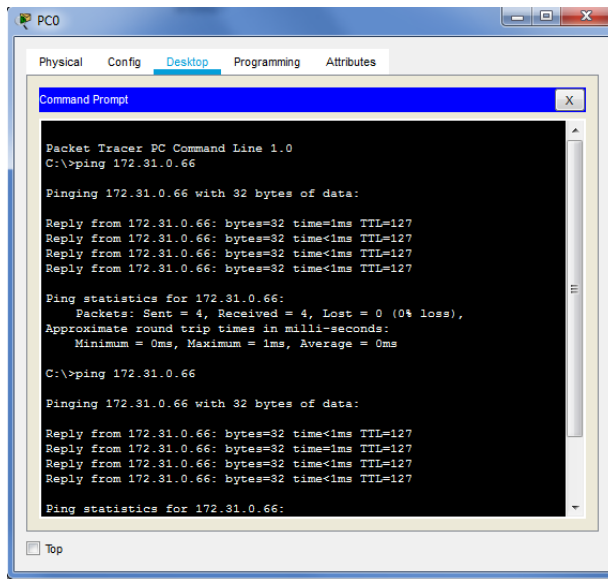 PC0
Physical Config Desktop Programming Attributes
Command Prompt
X
Packet Tracer PC Command Line 1.0
C:\>ping 172.31.0.66
Pinging 172.31.0.66 with 32 bytes of data:
Reply from 172.31.0.66: bytes=32 time=1ms TTL=127
Reply from 172.31.0.66: bytes=32 time<1ms TTL=127
Reply from 172.31.0.66: bytes=32 time<1ms TTL=127
Reply from 172.31.0.66: bytes=32 time<1ms TTL=127
Ping statistics for 172.31.0.66:
Packets: Sent = 4, Received = 4, Lost = 0 (0% loss),
Approximate round trip times in milli-seconds:
Minimum = 0ms, Maximum = 1ms, Average = 0ms
C:\>ping 172.31.0.66
Pinging 172.31.0.66 with 32 bytes of data:
Reply from 172.31.0.66: bytes=32 time<1ms TTL=127
Reply from 172.31.0.66: bytes=32 time=1ms TTL=127
Reply from 172.31.0.66: bytes=32 time<1ms TTL=127
Reply from 172.31.0.66: bytes=32 time<1ms TTL=127
Ping statistics for 172.31.0.66:
Top